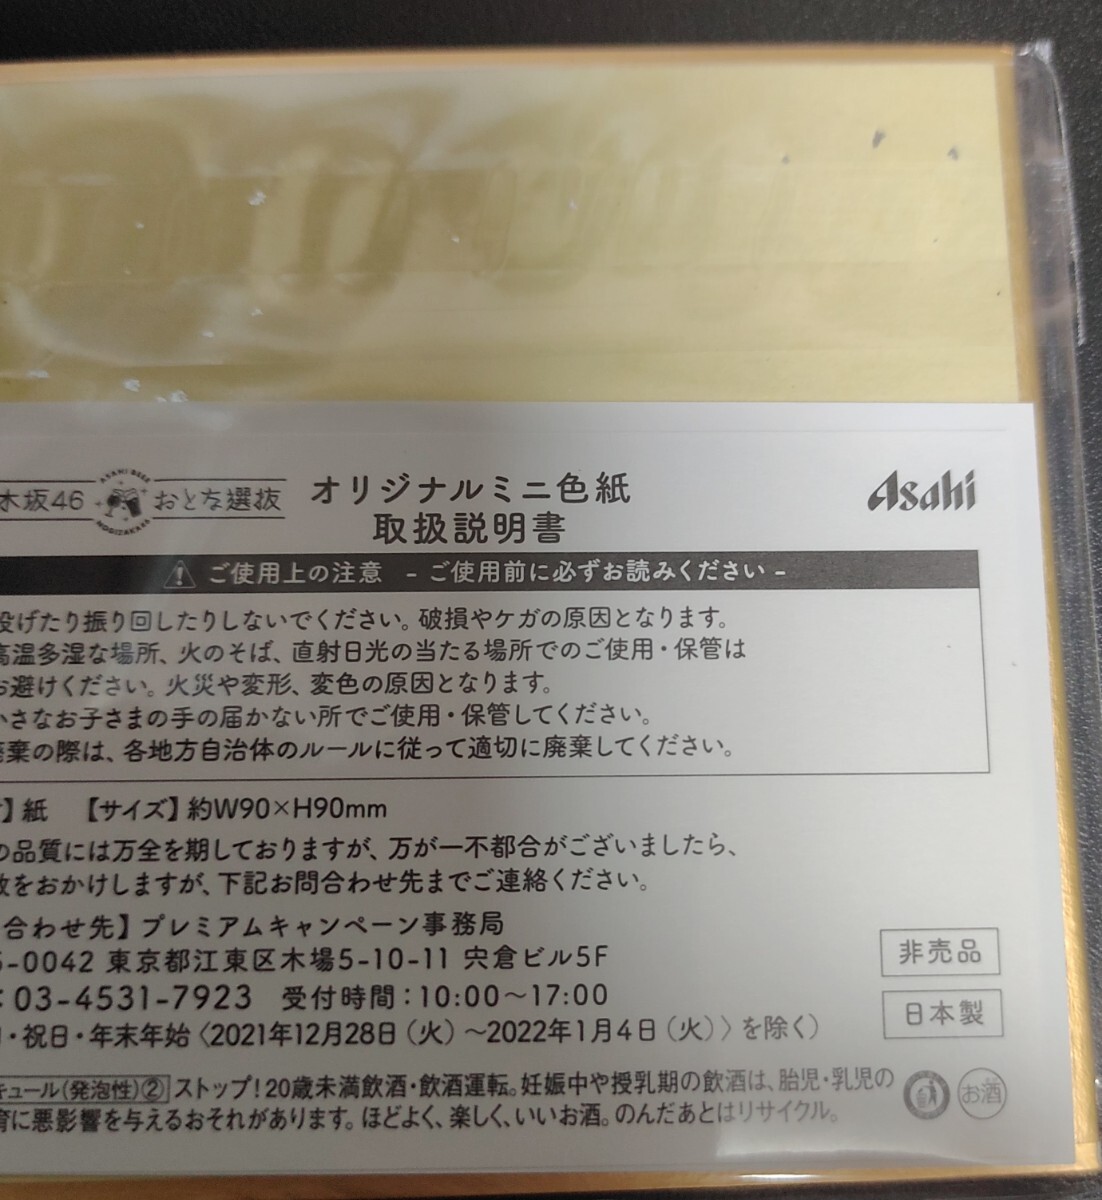 木坂46
ASAHI BEER
NOGIZAKA46
おとな選抜
オリジナルミニ色紙
取扱説明書
Asahi
ご使用上の注意 - ご使用前に必ずお読みください -
投げたり振り回したりしないでください。破損やケガの原因となります。
高温多湿な場所、火のそば、直射日光の当たる場所でのご使用・保管は
お避けください。火災や変形、変色の原因となります。
小さなお子さまの手の届かない所でご使用・保管してください。
廃棄の際は、各地方自治体のルールに従って適切に廃棄してください。
】紙 【サイズ】約W90×H90mm
の品質には万全を期しておりますが、万が一不都合がございましたら、
数をおかけしますが、下記お問合わせ先までご連絡ください。
合わせ先】プレミアムキャンペーン事務局
5-0042 東京都江東区木場5-10-11 宍倉ビル5F
：03-4531-7923 受付時間：10:00～17:00
日・祝日・年末年始〈2021年12月28日（火）～2022年1月4日（火）〉を除く）
非売品
日本製
キュール（発泡性）② ストップ！20歳未満飲酒・飲酒運転。妊娠中や授乳期の飲酒は、胎児・乳児の
育に悪影響を与えるおそれがあります。ほどよく、楽しく、いいお酒。のんだあとはリサイクル。
お酒